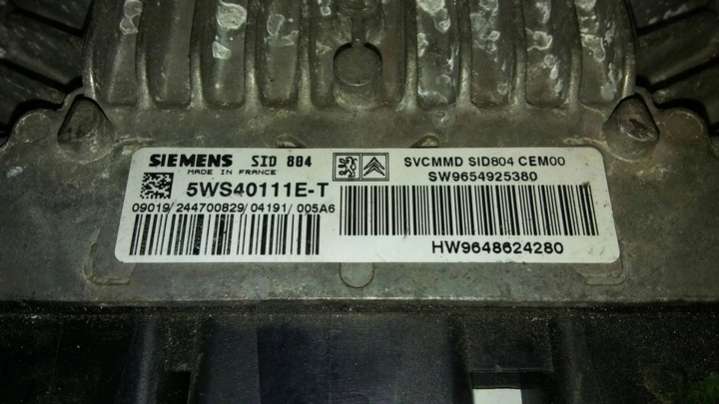 SIEMENS SID 804
MADE IN FRANCE
5WS40111E-T
09019/244700829/04191/005A6
SVCMMD SID804 CEM00
SW9654925380
HW9648624280